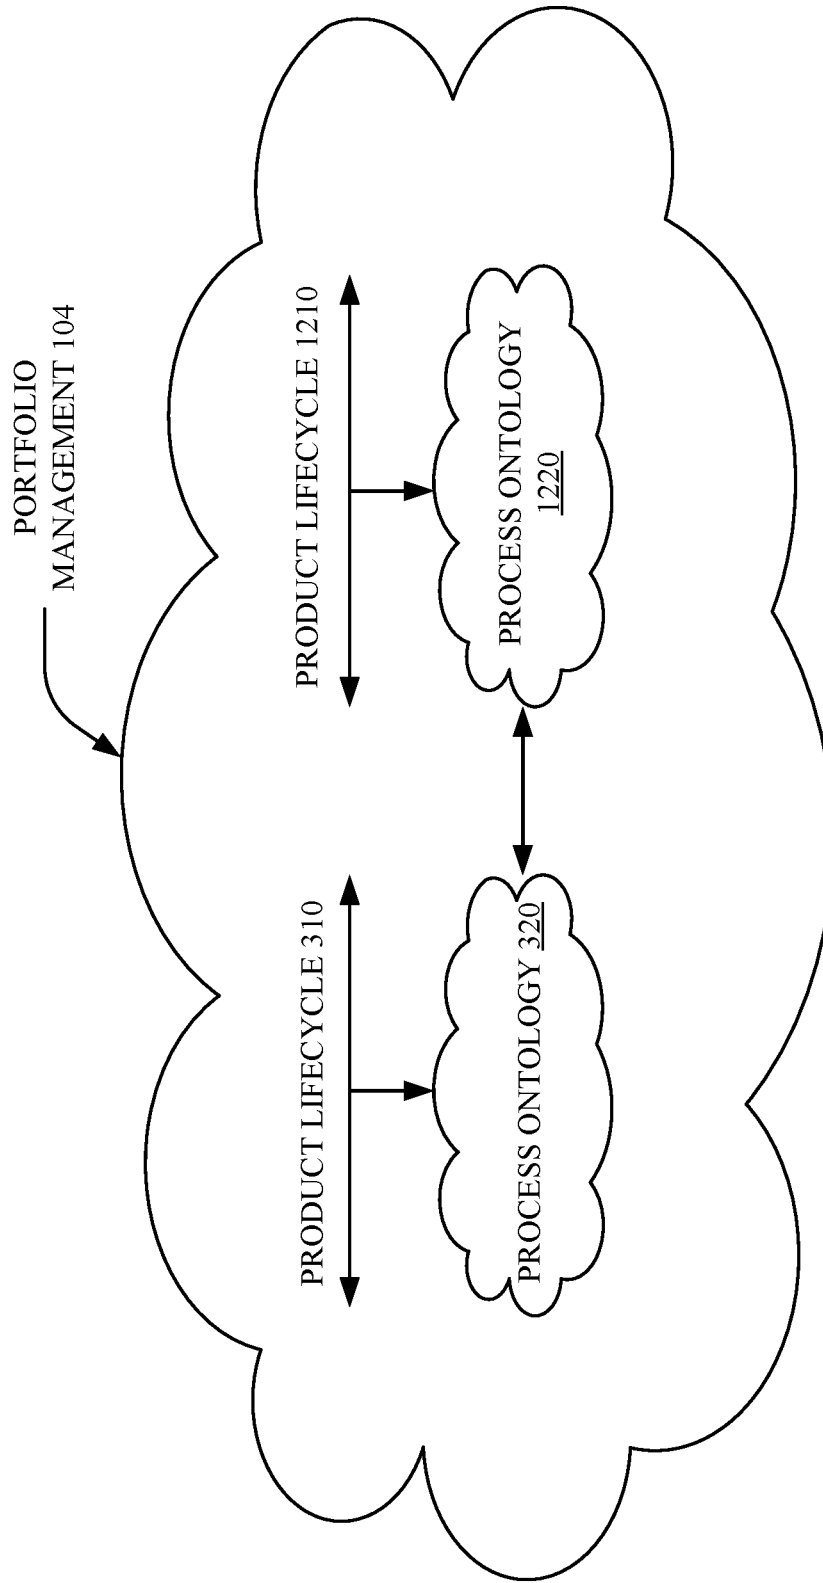 PORTFOLIO
MANAGEMENT 104
PRODUCT LIFECYCLE 310
PRODUCT LIFECYCLE 1210
PROCESS ONTOLOGY 320
PROCESS ONTOLOGY
1220